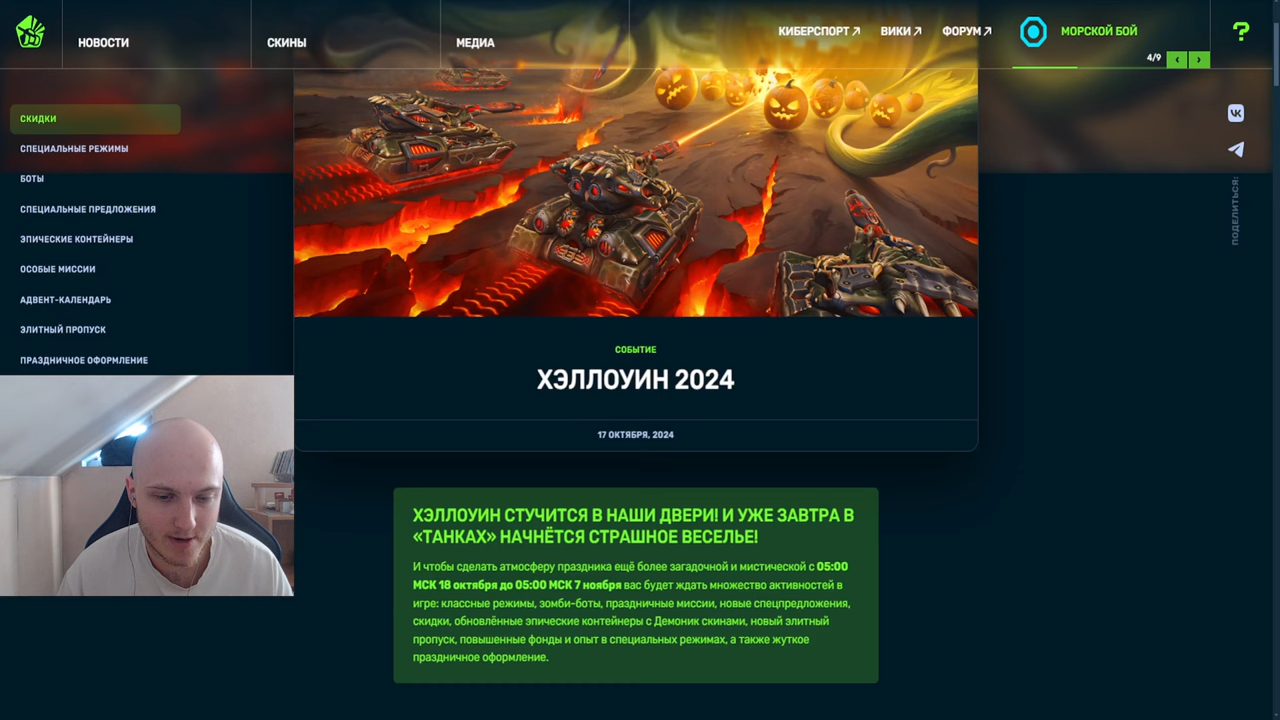 НОВОСТИ
СКИНЫ
МЕДИА
КИБЕРСПОРТ
ВИКИ
ФОРУМ
МОРСКОЙ БОЙ
?
4/9
‹ ›
СКИДКИ
СПЕЦИАЛЬНЫЕ РЕЖИМЫ
БОТЫ
СПЕЦИАЛЬНЫЕ ПРЕДЛОЖЕНИЯ
ЭПИЧЕСКИЕ КОНТЕЙНЕРЫ
ОСОБЫЕ МИССИИ
АДВЕНТ-КАЛЕНДАРЬ
ЭЛИТНЫЙ ПРОПУСК
ПРАЗДНИЧНОЕ ОФОРМЛЕНИЕ
ПОДЕЛИТЬСЯ:
СОБЫТИЕ
ХЭЛЛОУИН 2024
17 ОКТЯБРЯ, 2024
ХЭЛЛОУИН СТУЧИТСЯ В НАШИ ДВЕРИ! И УЖЕ ЗАВТРА В
«ТАНКАХ» НАЧНЁТСЯ СТРАШНОЕ ВЕСЕЛЬЕ!
И чтобы сделать атмосферу праздника ещё более загадочной и мистической с 05:00
МСК 18 октября до 05:00 МСК 7 ноября вас будет ждать множество активностей в
игре: классные режимы, зомби-боты, праздничные миссии, новые спецпредложения,
скидки, обновлённые эпические контейнеры с Демоник скинами, новый элитный
пропуск, повышенные фонды и опыт в специальных режимах, а также жуткое
праздничное оформление.